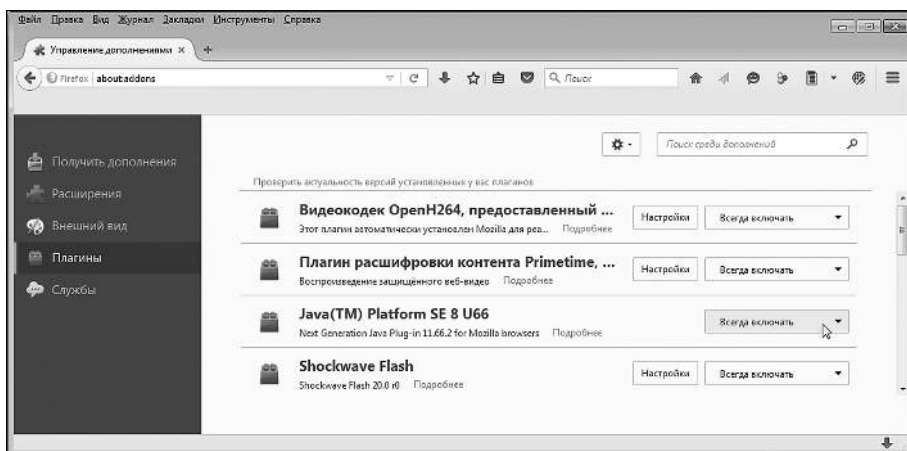 Файл Правка Вид Журнал Закладки Инструменты Справка
Управление дополнениями × +
Firefox about:addons
Поиск
Поиск среди дополнений
Получить дополнения
Расширения
Внешний вид
Плагины
Службы
Проверить актуальность версий установленных у вас плагинов
Видеокодек OpenH264, предоставленный ...
Этот плагин автоматически установлен Mozilla для реа... Подробнее
Настройки
Всегда включать
Плагин расшифровки контента Primetime, ...
Воспроизведение защищённого веб-видео Подробнее
Настройки
Всегда включать
Java(TM) Platform SE 8 U66
Next Generation Java Plug-in 11.66.2 for Mozilla browsers Подробнее
Всегда включать
Shockwave Flash
Shockwave Flash 20.0 r0 Подробнее
Настройки
Всегда включать